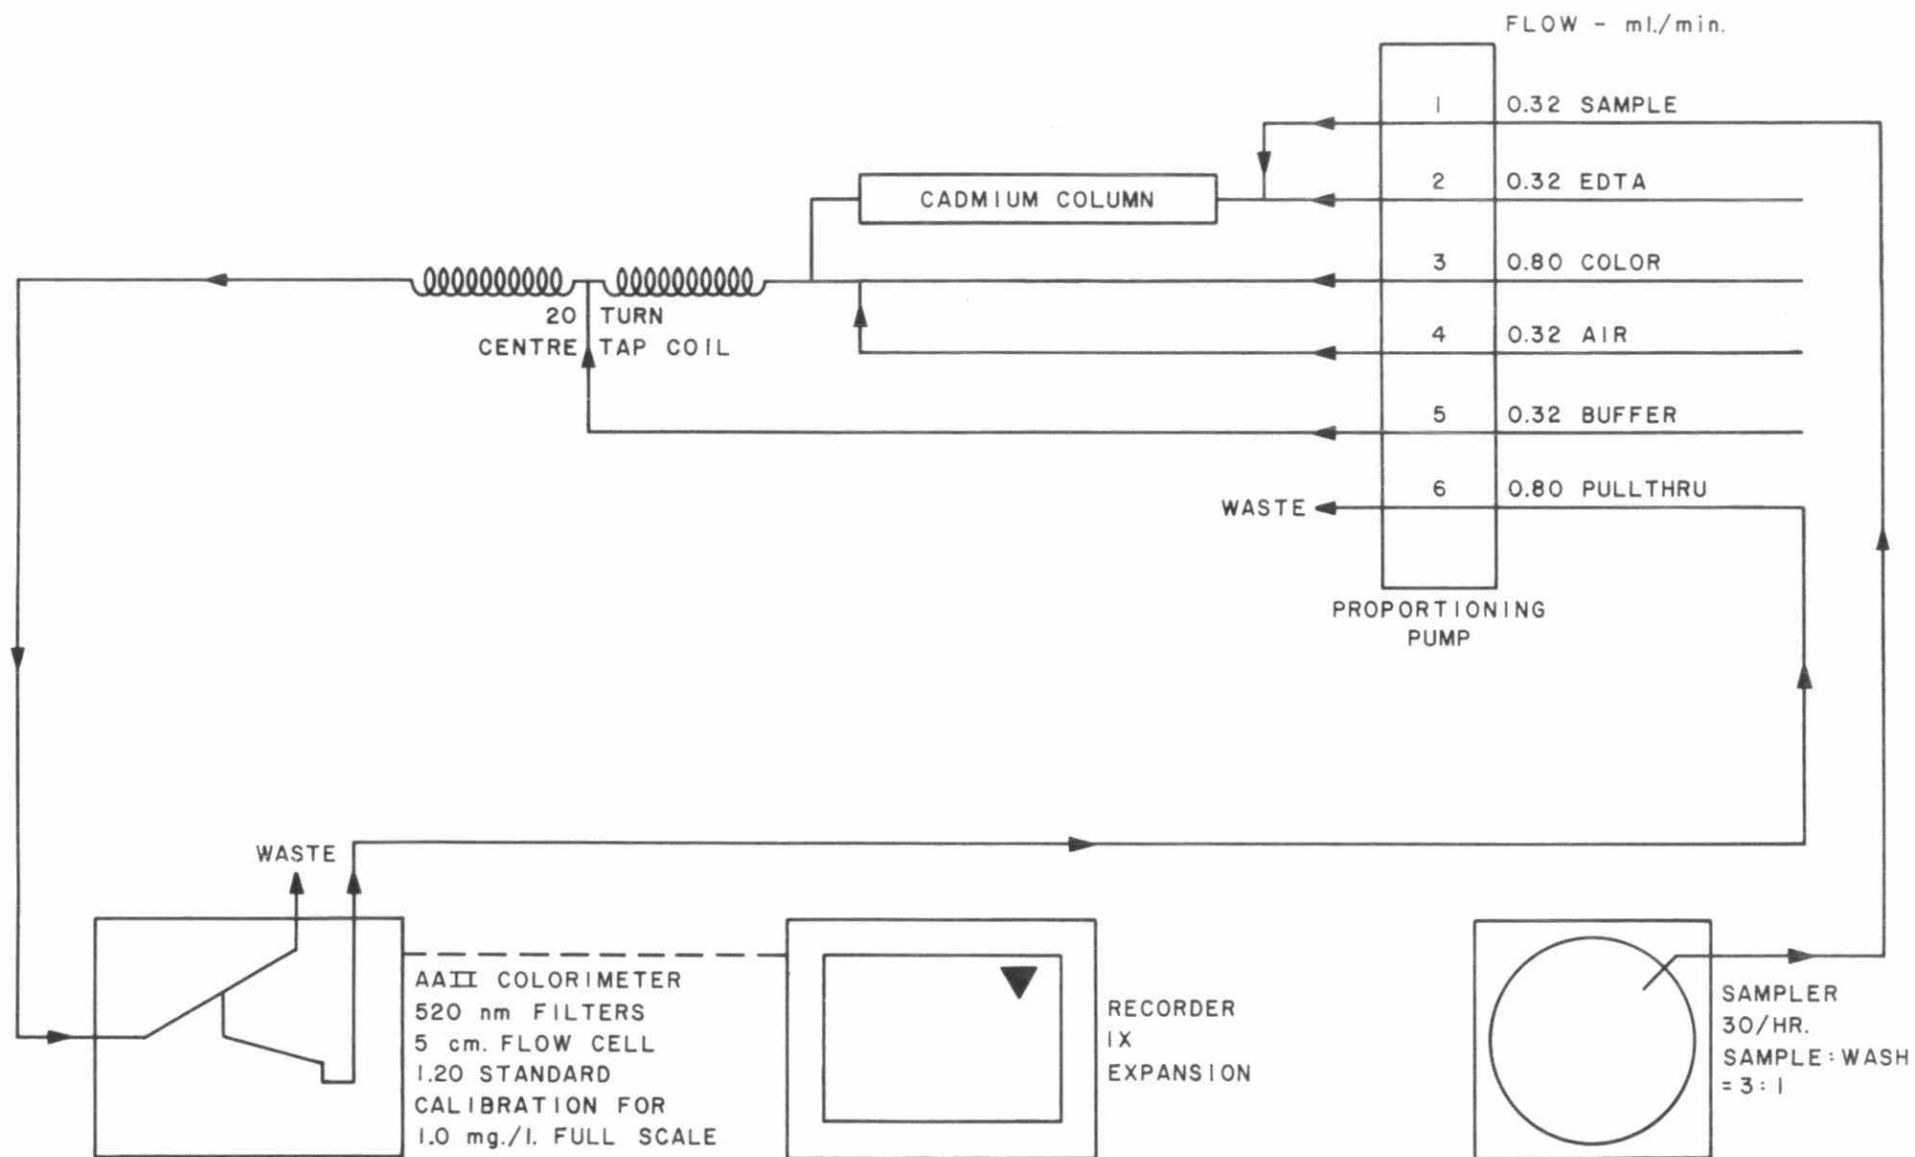 FLOW - ml./min.
1 0.32 SAMPLE
2 0.32 EDTA
CADMIUM COLUMN
3 0.80 COLOR
20 TURN
CENTRE TAP COIL
4 0.32 AIR
5 0.32 BUFFER
6 0.80 PULLTHRU
WASTE
PROPORTIONING
PUMP
WASTE
AAII COLORIMETER
520 nm FILTERS
5 cm. FLOW CELL
1.20 STANDARD
CALIBRATION FOR
1.0 mg./l. FULL SCALE
RECORDER
1X
EXPANSION
SAMPLER
30/HR.
SAMPLE:WASH
=3:1